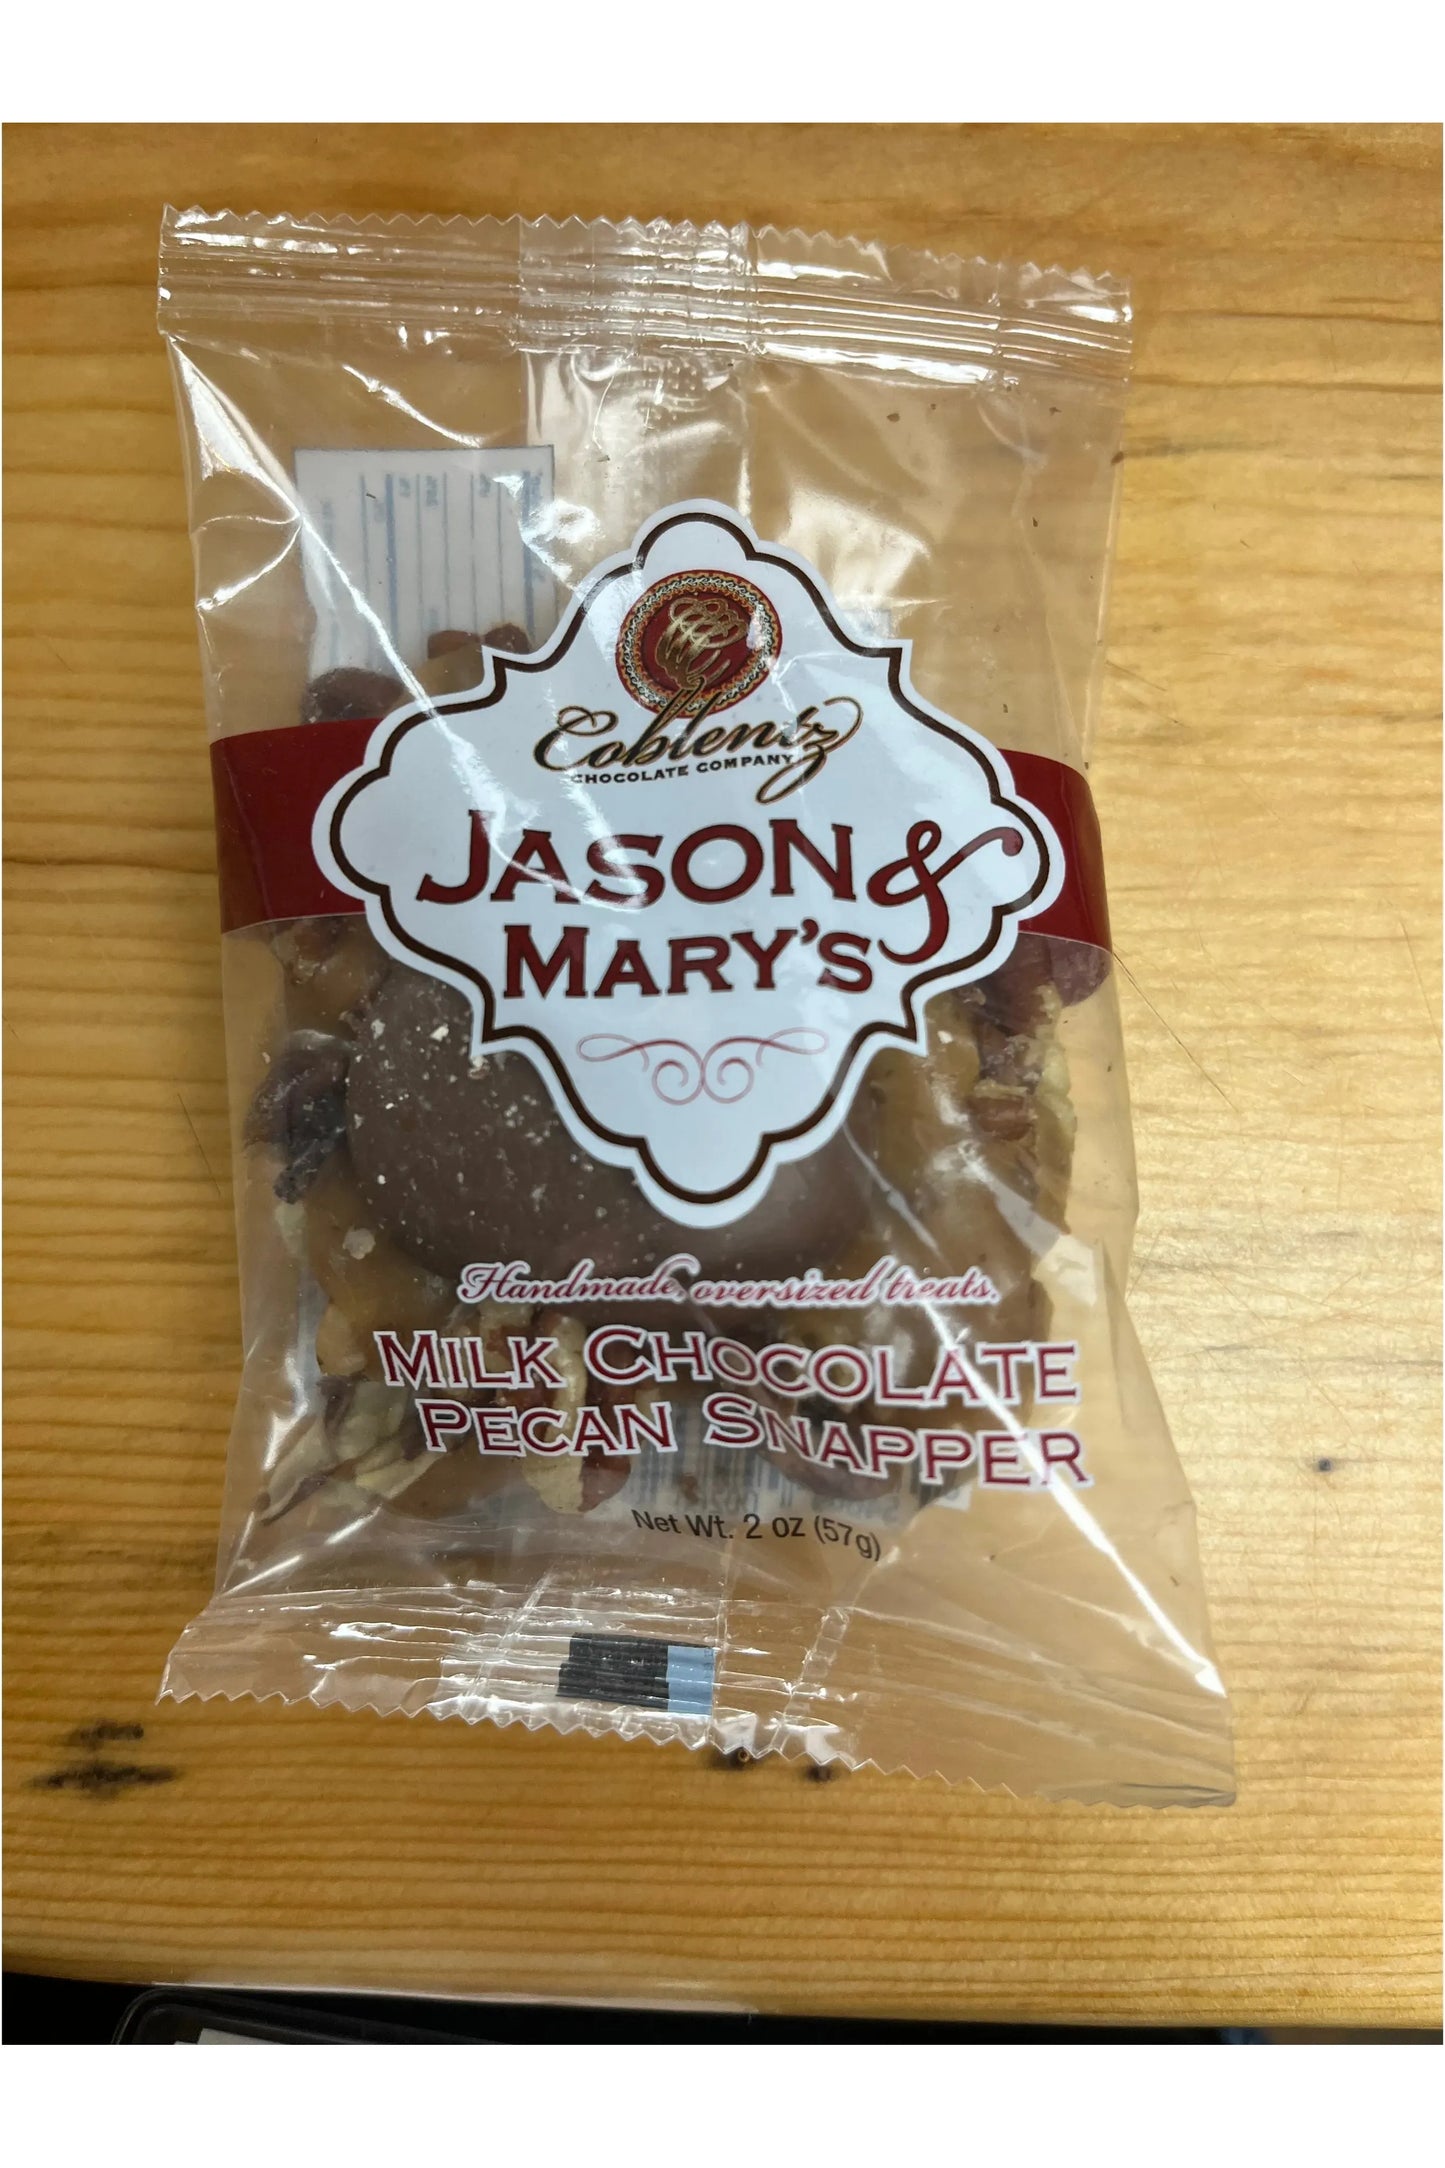 Coblentz
CHOCOLATE COMPANY
JASON &
MARY'S
Handmade, oversized treats.
MILK CHOCOLATE
PECAN SNAPPER
Net Wt. 2 oz (57g)